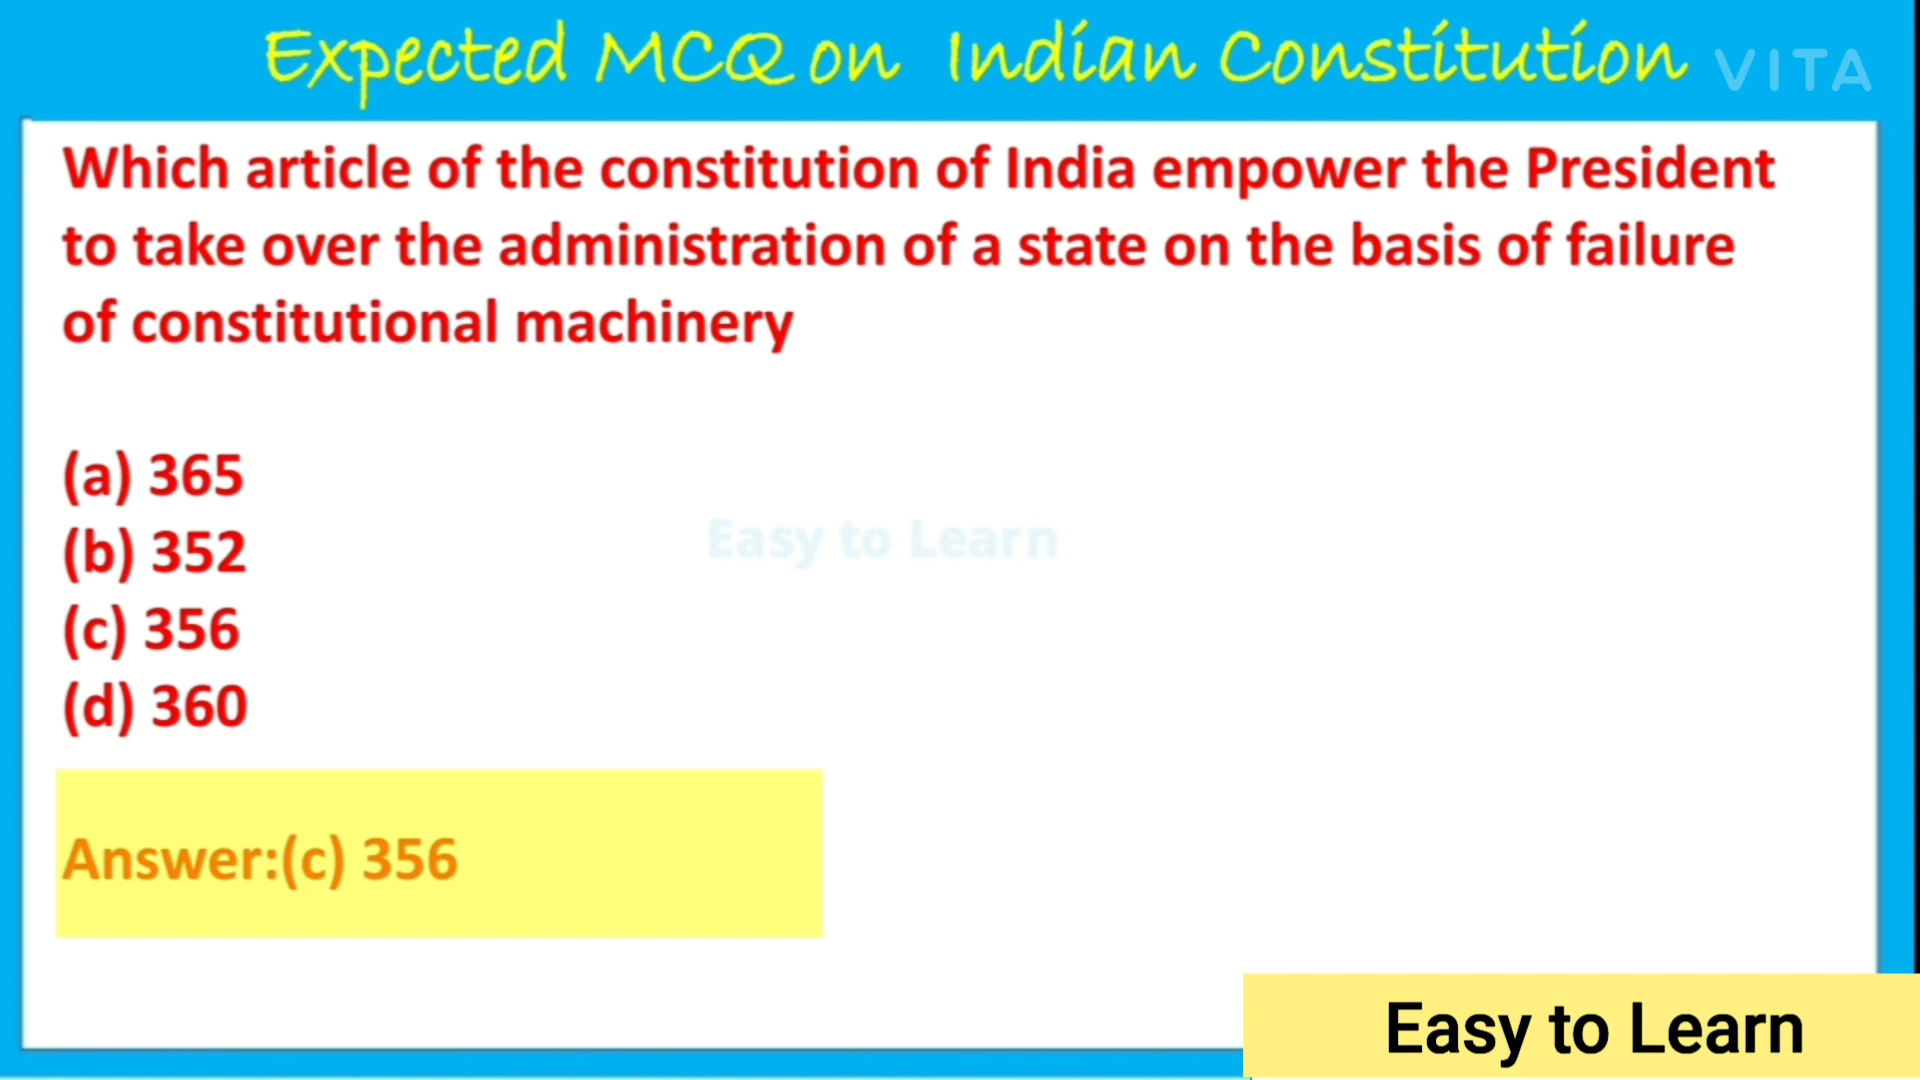 Expected MCQ on Indian Constitution
VITA
Which article of the constitution of India empower the President
to take over the administration of a state on the basis of failure
of constitutional machinery
(a) 365
(b) 352
Easy to Learn
(c) 356
(d) 360
Answer:(c) 356
Easy to Learn